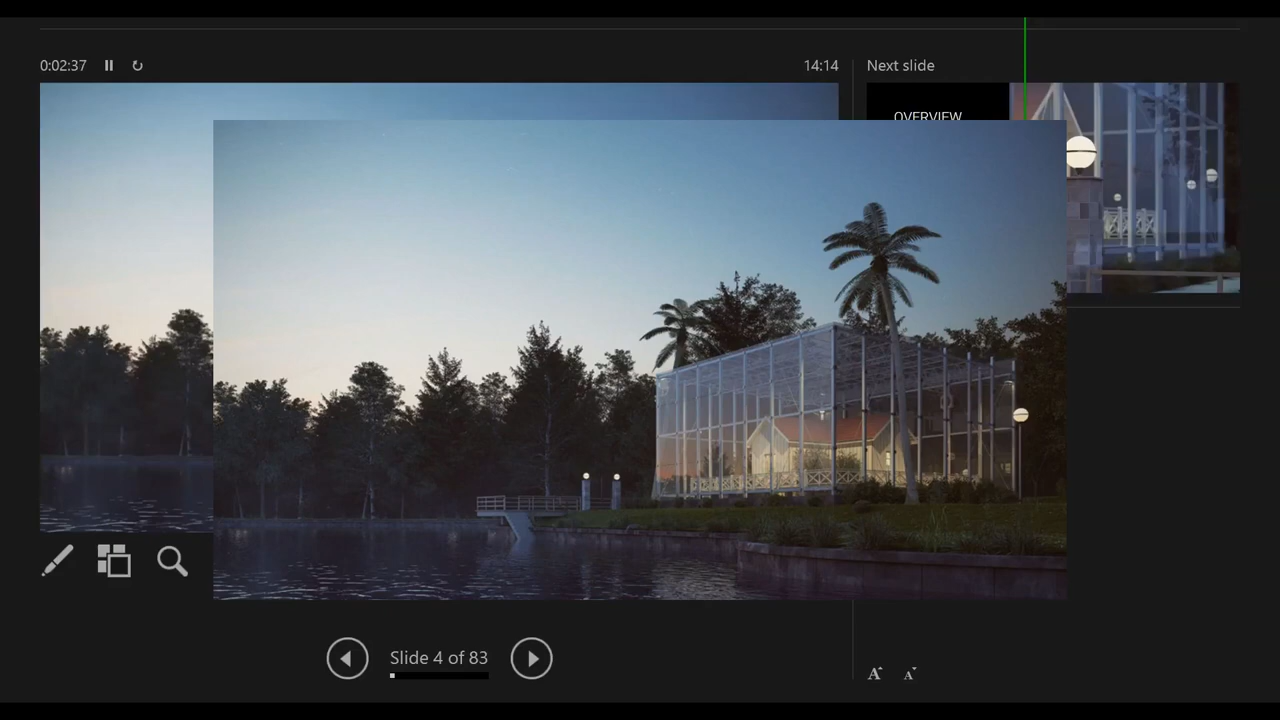 0:02:37
14:14
Next slide
OVERVIEW
Slide 4 of 83
A A